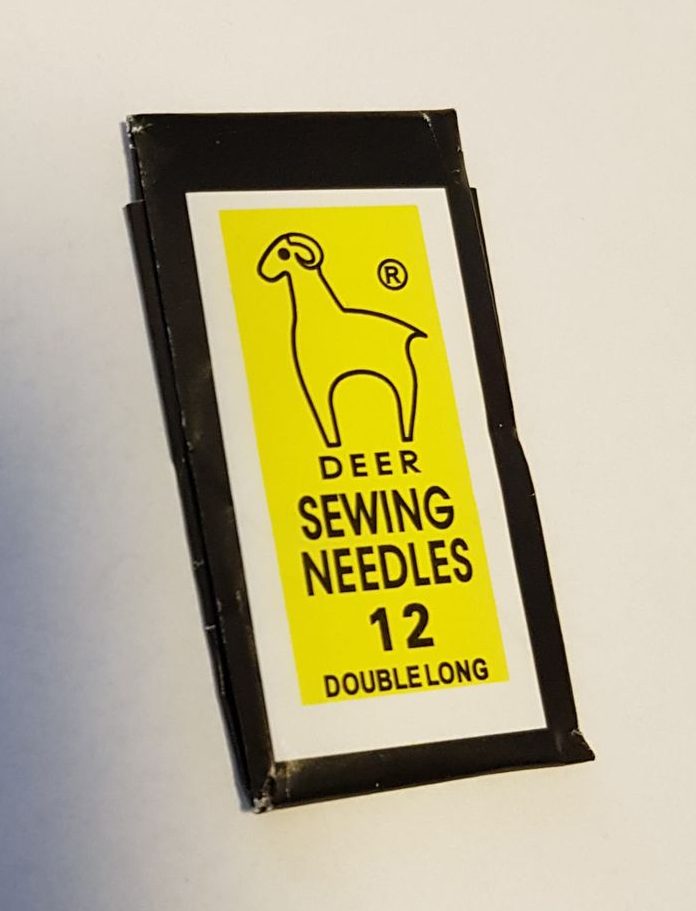 ®
DEER
SEWING
NEEDLES
12
DOUBLE LONG